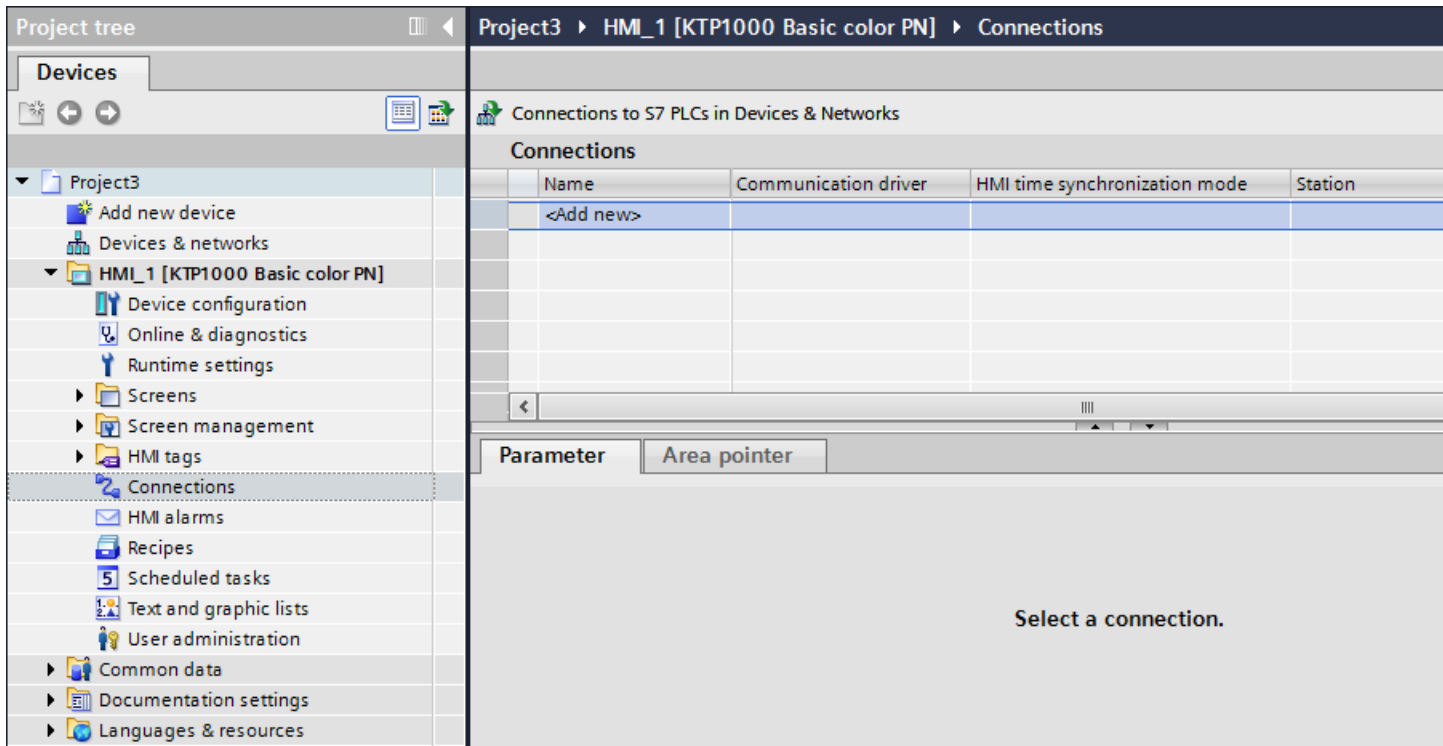 Project tree
Devices
Project3
Add new device
Devices & networks
HMI_1 [KTP1000 Basic color PN]
Device configuration
Online & diagnostics
Runtime settings
Screens
Screen management
HMI tags
Connections
HMI alarms
Recipes
Scheduled tasks
Text and graphic lists
User administration
Common data
Documentation settings
Languages & resources
Project3 HMI_1 [KTP1000 Basic color PN] Connections
Connections to S7 PLCs in Devices & Networks
Connections
Name Communication driver HMI time synchronization mode Station
<Add new>
Parameter Area pointer
Select a connection.